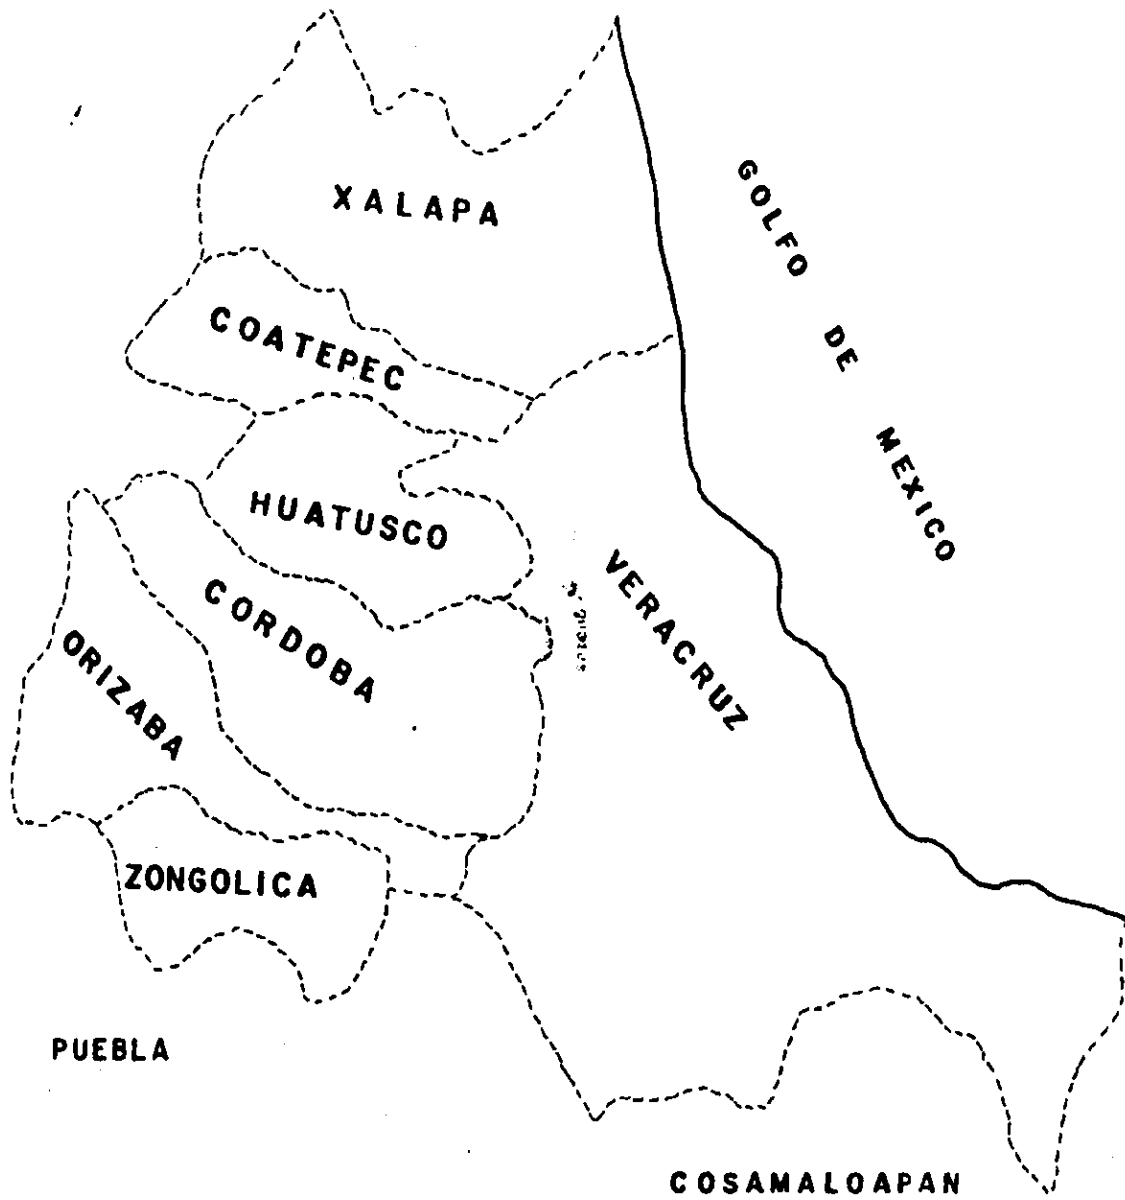 XALAPA
GOLFO DE MEXICO
COATEPEC
HUATUSCO
VERACRUZ
CORDOBA
ORIZABA
ZONGOLICA
PUEBLA
COSAMALOAPAN